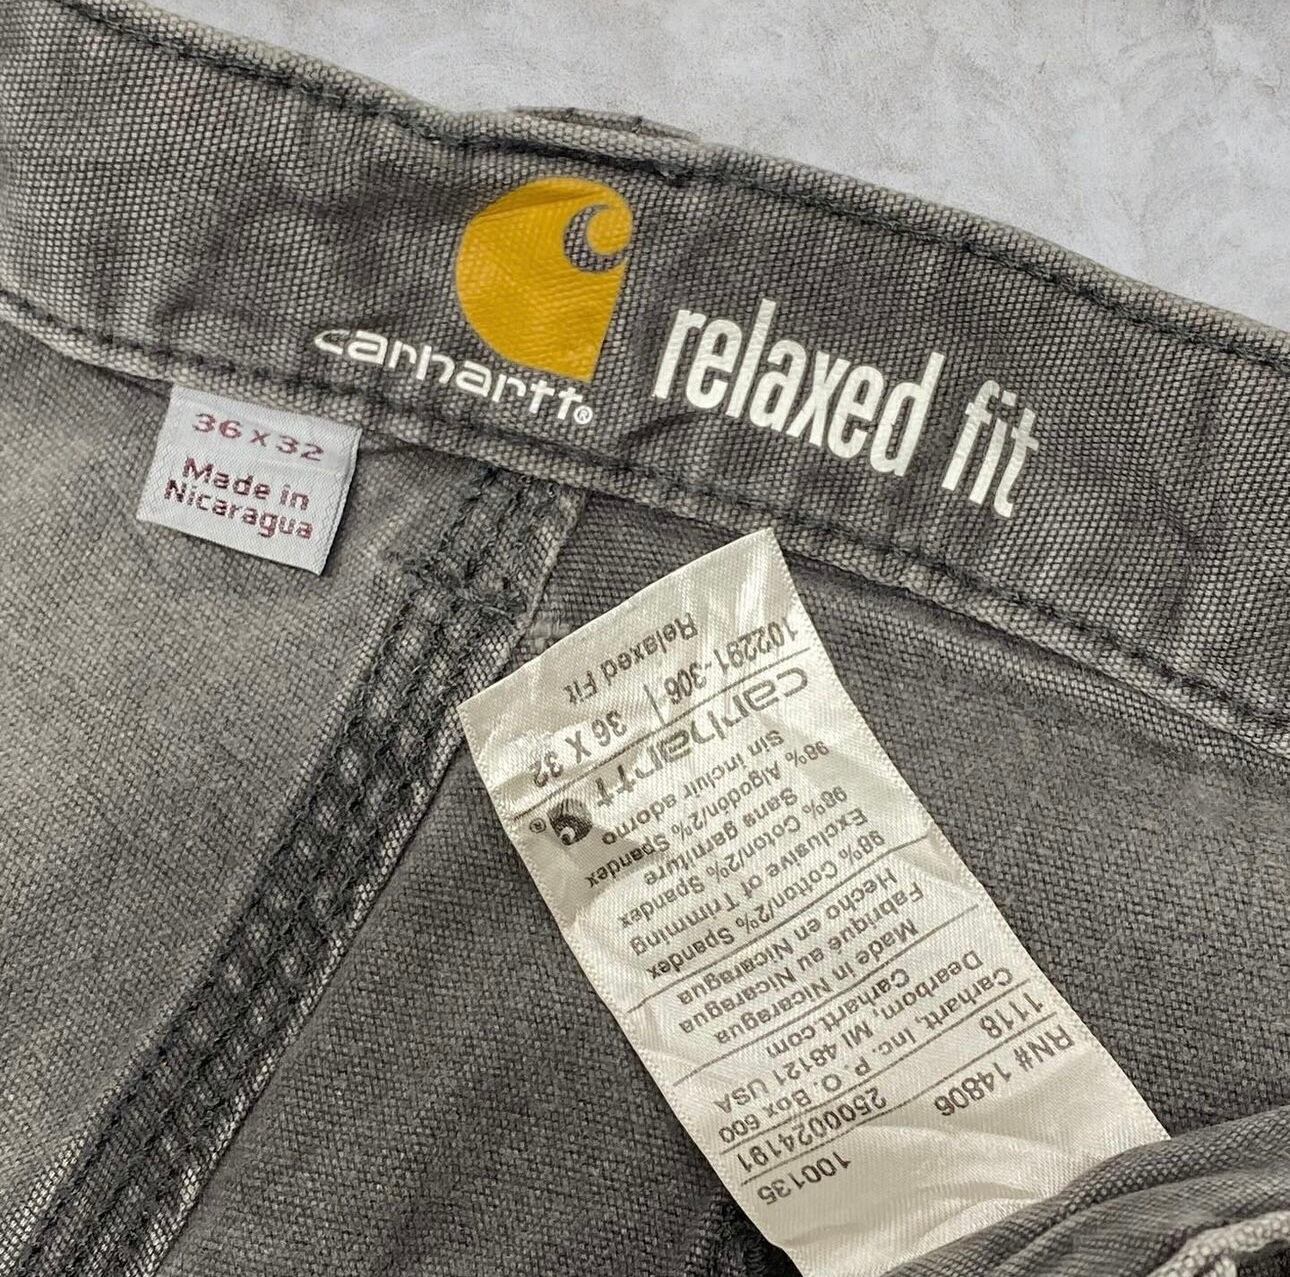 carhartt®
relaxed fit
36 x 32
Made in
Nicaragua
Relaxed Fit
102291-306 36 X 32
carhartt ®
Sin incluir adorno
98% Algodón/2% Spandex
Sans garniture
98% Coton/2% Spandex
Exclusive of Trimming
98% Cotton/2% Spandex
Hecho en Nicaragua
Fabriqué au Nicaragua
Made in Nicaragua
Carhartt.com
Dearborn, MI 48121 USA
Carhartt, Inc. P.O. Box 600
1118 2500024191
RN# 14806 100135